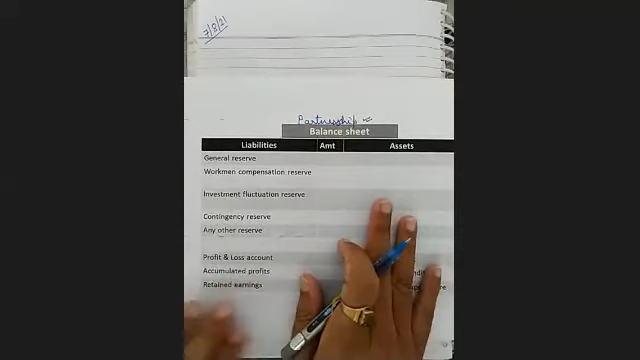 7/8/21
Partnership
Balance sheet
Liabilities Amt Assets
General reserve
Workmen compensation reserve
Investment fluctuation reserve
Contingency reserve
Any other reserve
Profit & Loss account
Accumulated profits
Retained earnings